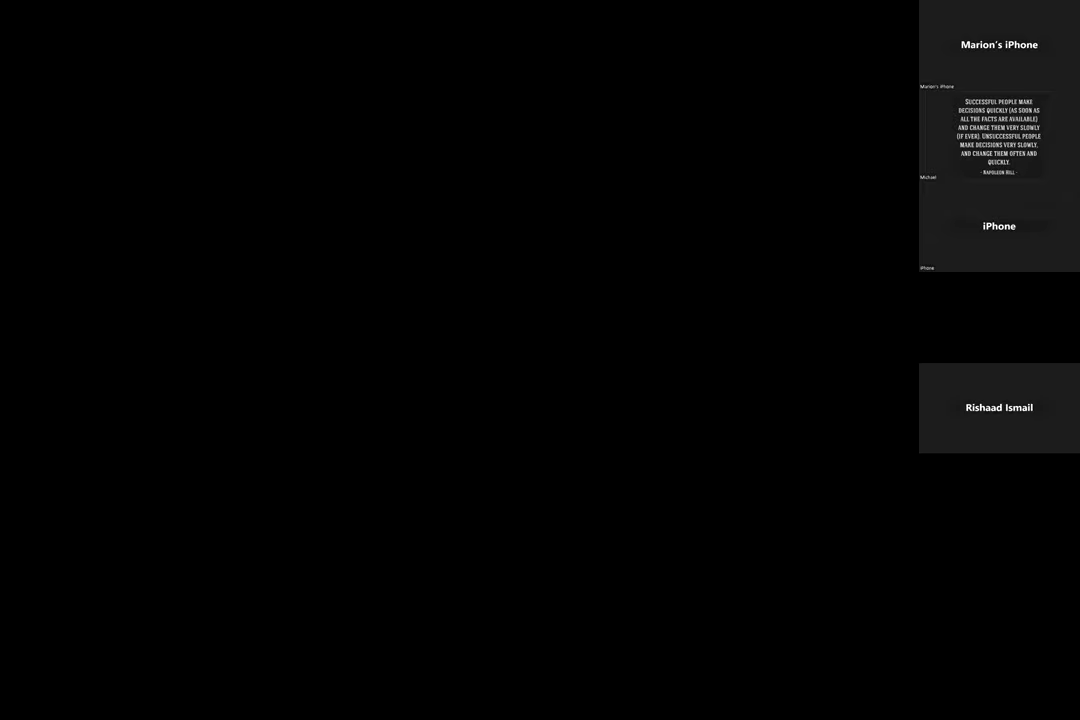 Marion's iPhone
Marion's iPhone
SUCCESSFUL PEOPLE MAKE
DECISIONS QUICKLY (AS SOON AS
ALL THE FACTS ARE AVAILABLE)
AND CHANGE THEM VERY SLOWLY
(IF EVER). UNSUCCESSFUL PEOPLE
MAKE DECISIONS VERY SLOWLY,
AND CHANGE THEM OFTEN AND
QUICKLY.
- NAPOLEON HILL -
Michael
iPhone
iPhone
Rishaad Ismail